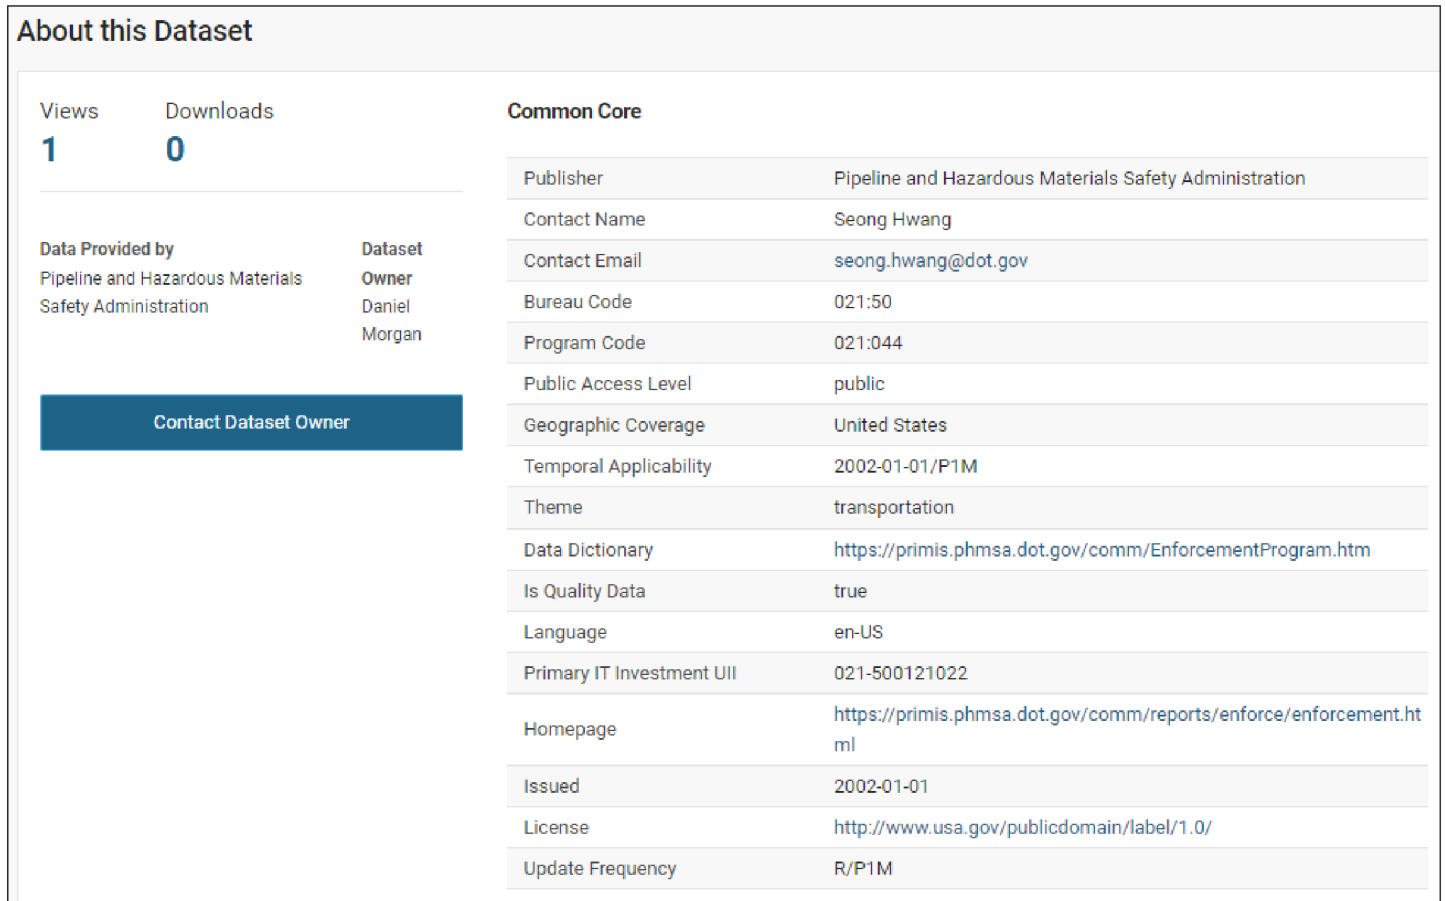 About this Dataset
Views
Downloads
1
0
Data Provided by
Pipeline and Hazardous Materials
Safety Administration
Dataset
Owner
Daniel
Morgan
Contact Dataset Owner
Common Core
Publisher Pipeline and Hazardous Materials Safety Administration
Contact Name Seong Hwang
Contact Email seong.hwang@dot.gov
Bureau Code 021:50
Program Code 021:044
Public Access Level public
Geographic Coverage United States
Temporal Applicability 2002-01-01/P1M
Theme transportation
Data Dictionary https://primis.phmsa.dot.gov/comm/EnforcementProgram.htm
Is Quality Data true
Language en-US
Primary IT Investment UII 021-500121022
Homepage https://primis.phmsa.dot.gov/comm/reports/enforce/enforcement.ht
ml
Issued 2002-01-01
License http://www.usa.gov/publicdomain/label/1.0/
Update Frequency R/P1M